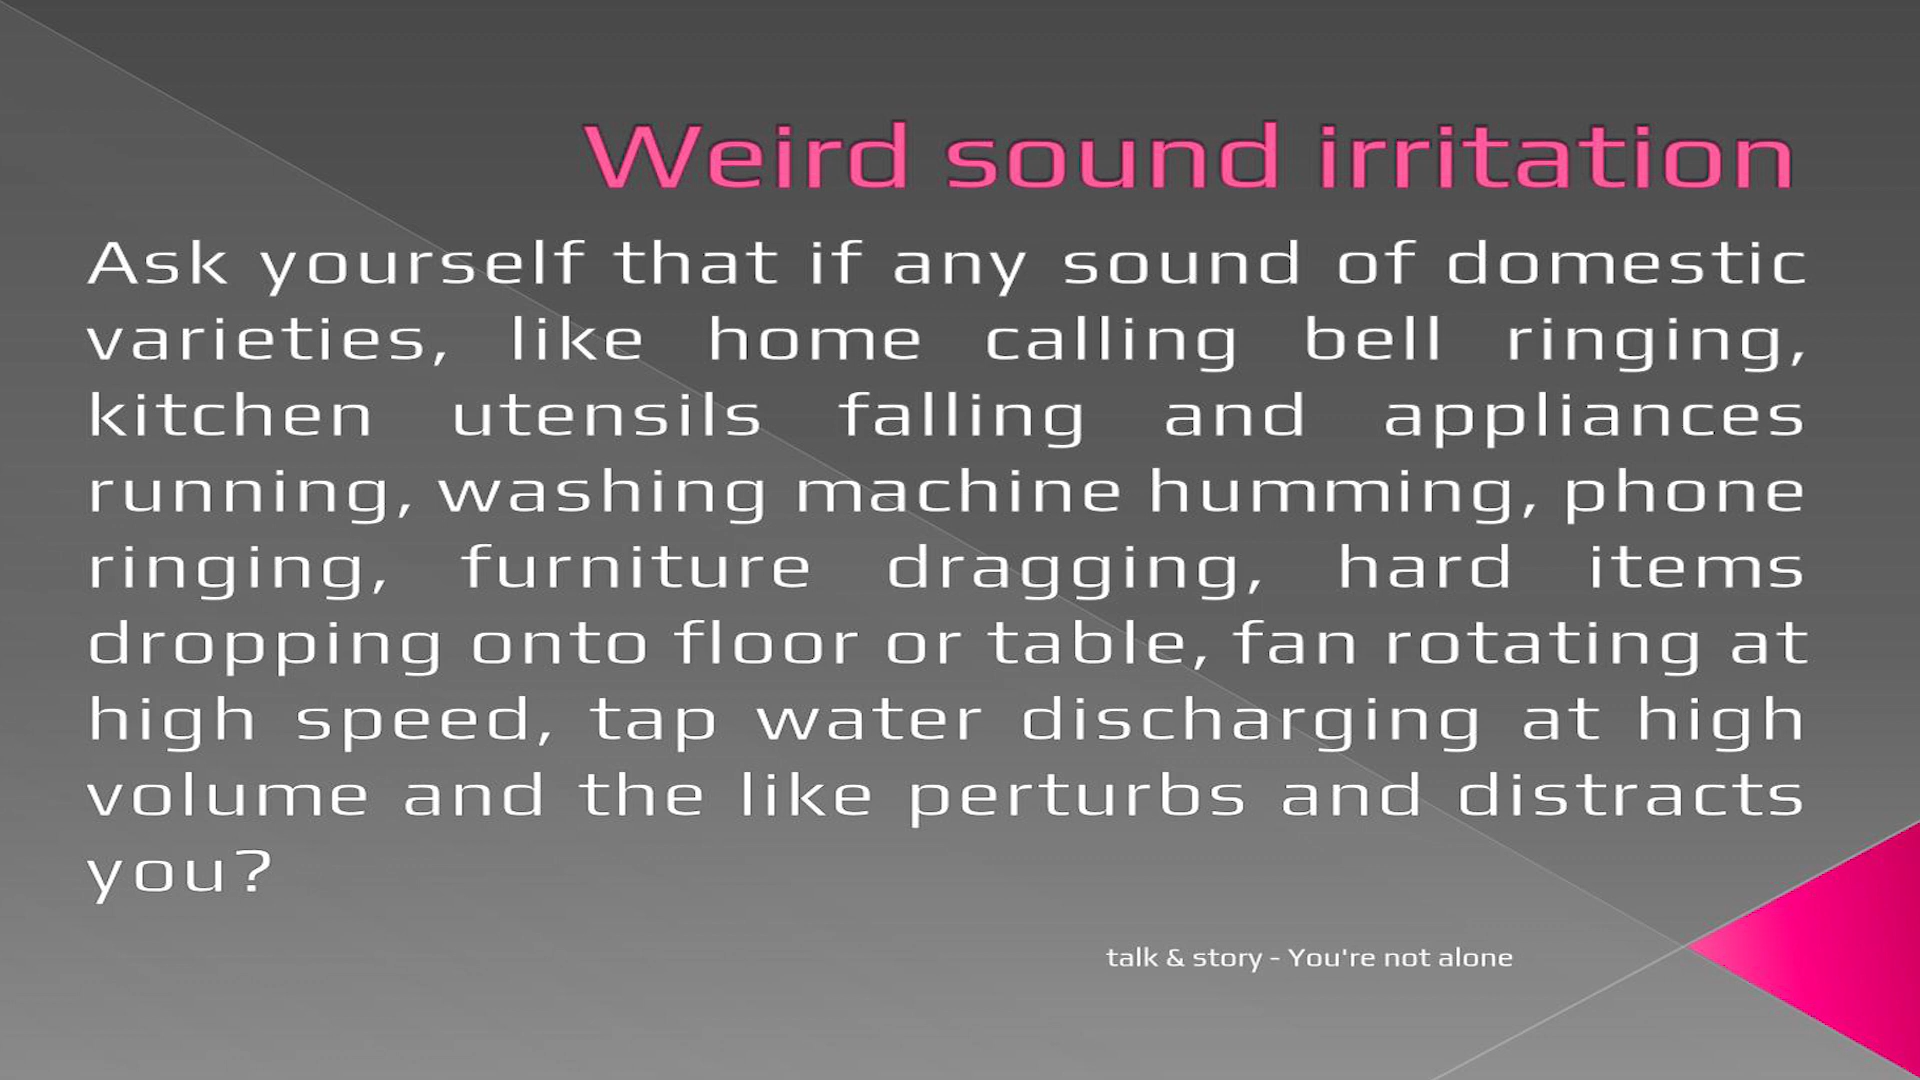 Weird sound irritation
Ask yourself that if any sound of domestic
varieties, like home calling bell ringing,
kitchen utensils falling and appliances
running, washing machine humming, phone
ringing, furniture dragging, hard items
dropping onto floor or table, fan rotating at
high speed, tap water discharging at high
volume and the like perturbs and distracts
you?
talk & story - You're not alone